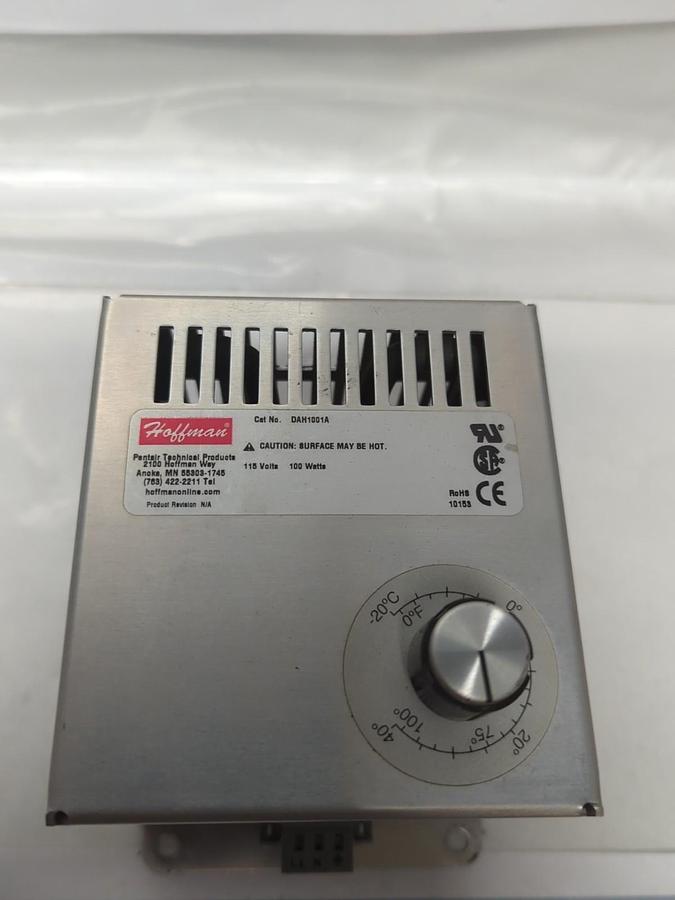 Hoffman®
Cat No. DAH1001A
CAUTION: SURFACE MAY BE HOT.
Pentair Technical Products
2100 Hoffman Way
Anoka, MN 55303-1745
(763) 422-2211 Tel
hoffmanonline.com
115 Volts 100 Watts
Product Revision N/A
RoHS
10153
CE
-20°C
0°F
0°
20°
75°
100°
40°